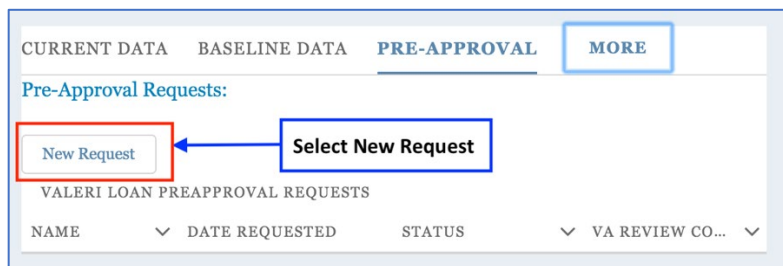 CURRENT DATA BASELINE DATA PRE-APPROVAL MORE
Pre-Approval Requests:
New Request Select New Request
VALERI LOAN PREAPPROVAL REQUESTS
NAME DATE REQUESTED STATUS VA REVIEW CO...